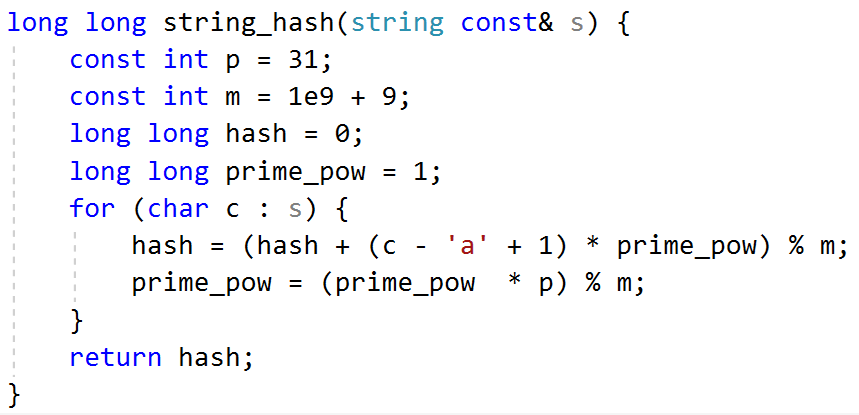 long long string_hash(string const& s) {
    const int p = 31;
    const int m = 1e9 + 9;
    long long hash = 0;
    long long prime_pow = 1;
    for (char c : s) {
        hash = (hash + (c - 'a' + 1) * prime_pow) % m;
        prime_pow = (prime_pow  * p) % m;
    }
    return hash;
}